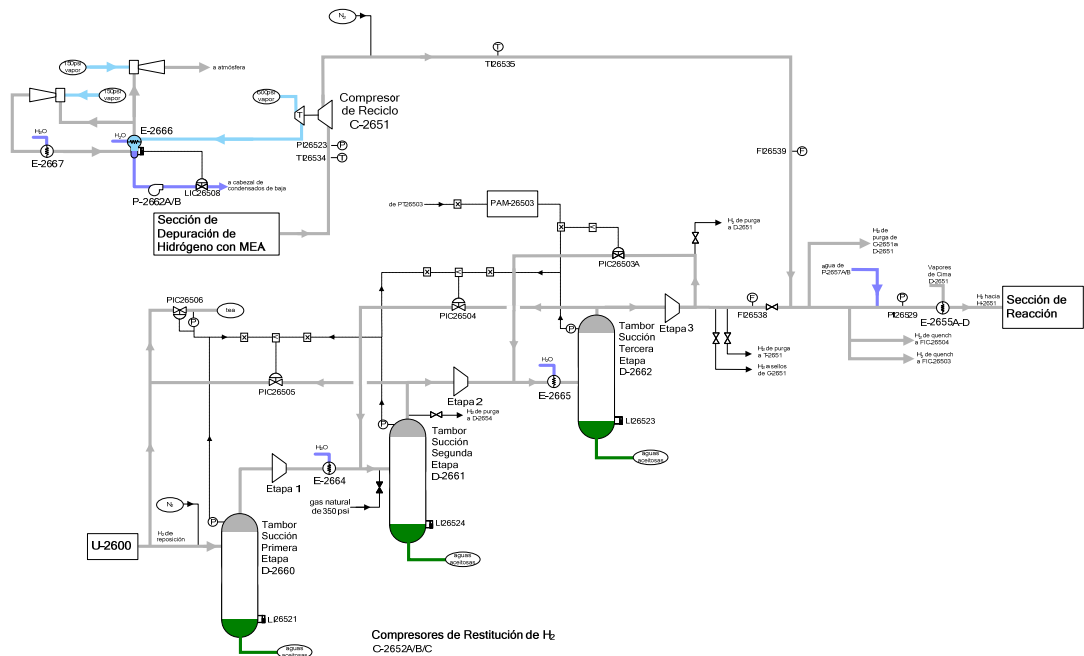 N₂
150psi
vapor
a atmósfera
TI26535
150psi
vapor
600psi
vapor
T
Compresor
de Reciclo
C-2651
H₂O
E-2667
H₂O
E-2666
PI26523
TI26534
P
T
FI26539
F
P-2662A/B
LIC26508
a cabezal de
condensados de baja
Sección de
Depuración de
Hidrógeno con MEA
de PT26503
PAM-26503
H₂ de purga
a D-2651
PIC26503A
H₂ de
purga de
C-2651a
D-2651
agua de
P-2657A/B
Vapores
de Cima
D-2651
PIC26506
tea
P
PIC26504
Etapa 3
F
FI26538
P
PI26529
E-2655A-D
H₂ hacia
H-2651
Sección de
Reacción
H₂ de quench
a FIC-26504
H₂ de quench
a FIC-26503
P
Tambor
Succión
Tercera
Etapa
D-2662
H₂ de purga
a T-2651
H₂ a sellos
de G-2651
PIC26505
Etapa 2
H₂O
E-2665
H₂ de purga
a D-2654
LI26523
aguas
aceitosas
P
Tambor
Succión
Segunda
Etapa
D-2661
H₂O
E-2664
Etapa 1
gas natural
de 350 psi
LI26524
aguas
aceitosas
N₂
P
U-2600
H₂ de
reposición
Tambor
Succión
Primera
Etapa
D-2660
LI26521
aguas
aceitosas
Compresores de Restitución de H₂
C-2652A/B/C